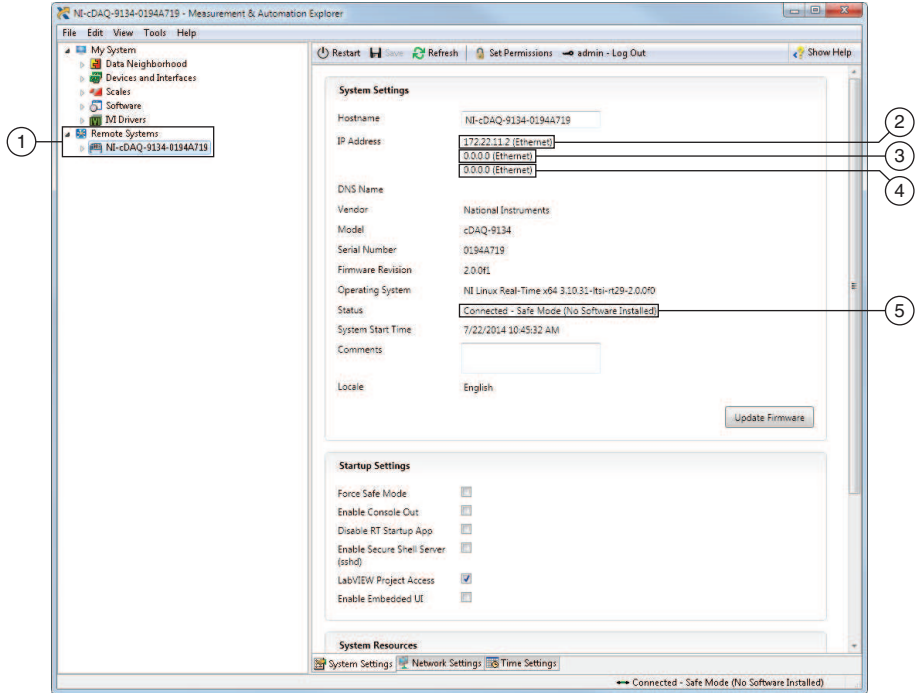 NI-cDAQ-9134-0194A719 - Measurement & Automation Explorer
File Edit View Tools Help
My System
Data Neighborhood
Devices and Interfaces
Scales
Software
IVI Drivers
Remote Systems
NI-cDAQ-9134-0194A719
1
Restart Save Refresh Set Permissions admin - Log Out Show Help
System Settings
Hostname NI-cDAQ-9134-0194A719
IP Address 172.22.11.2 (Ethernet)
0.0.0.0 (Ethernet)
0.0.0.0 (Ethernet)
2
3
4
DNS Name
Vendor National Instruments
Model cDAQ-9134
Serial Number 0194A719
Firmware Revision 2.0.0f1
Operating System NI Linux Real-Time x64 3.10.31-ltsi-rt29-2.0.0f0
Status Connected - Safe Mode (No Software Installed)
5
System Start Time 7/22/2014 10:45:32 AM
Comments
Locale English
Update Firmware
Startup Settings
Force Safe Mode
Enable Console Out
Disable RT Startup App
Enable Secure Shell Server
(sshd)
LabVIEW Project Access
Enable Embedded UI
System Resources
System Settings Network Settings Time Settings
Connected - Safe Mode (No Software Installed)